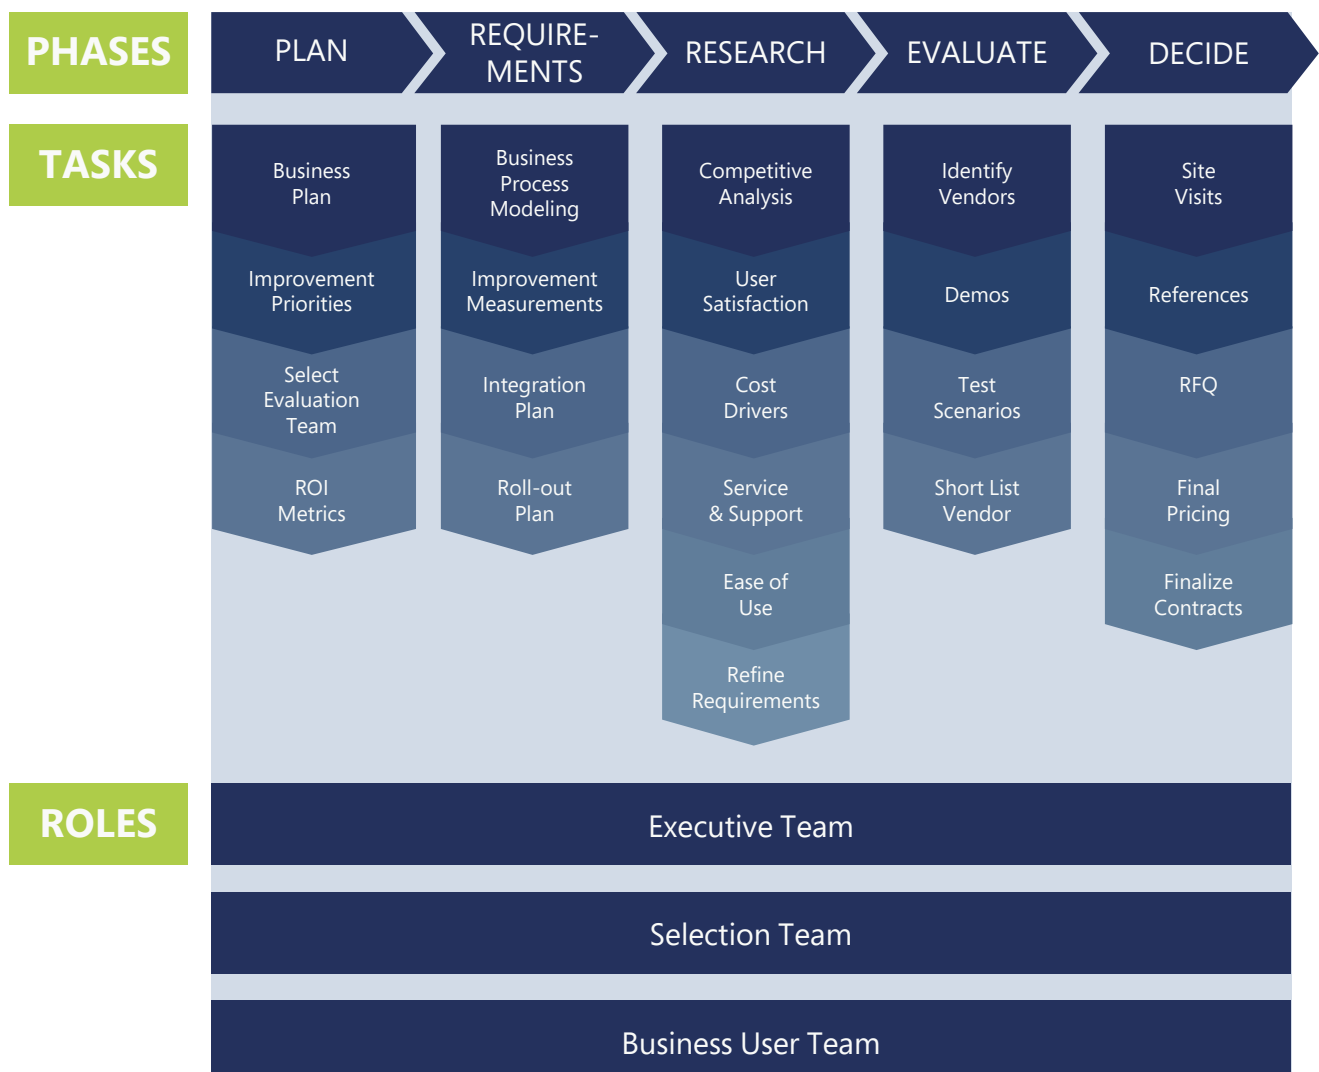 PHASES
PLAN
REQUIRE-
MENTS
RESEARCH
EVALUATE
DECIDE
TASKS
Business
Plan
Improvement
Priorities
Select
Evaluation
Team
ROI
Metrics
Business
Process
Modeling
Improvement
Measurements
Integration
Plan
Roll-out
Plan
Competitive
Analysis
User
Satisfaction
Cost
Drivers
Service
& Support
Ease of
Use
Refine
Requirements
Identify
Vendors
Demos
Test
Scenarios
Short List
Vendor
Site
Visits
References
RFQ
Final
Pricing
Finalize
Contracts
ROLES
Executive Team
Selection Team
Business User Team